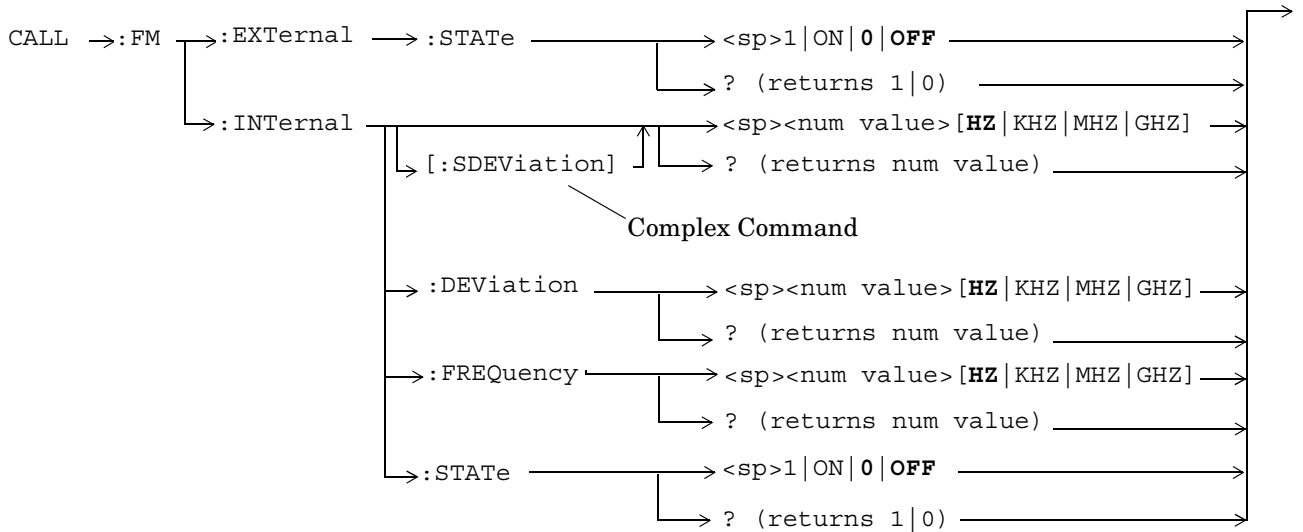 CALL :FM :EXTernal :STATe <sp>1|ON|0|OFF
? (returns 1|0)
:INTernal <sp><num value>[HZ|KHZ|MHZ|GHZ]
[:SDEViation] ? (returns num value)
Complex Command
:DEViation <sp><num value>[HZ|KHZ|MHZ|GHZ]
? (returns num value)
:FREQuency <sp><num value>[HZ|KHZ|MHZ|GHZ]
? (returns num value)
:STATe <sp>1|ON|0|OFF
? (returns 1|0)